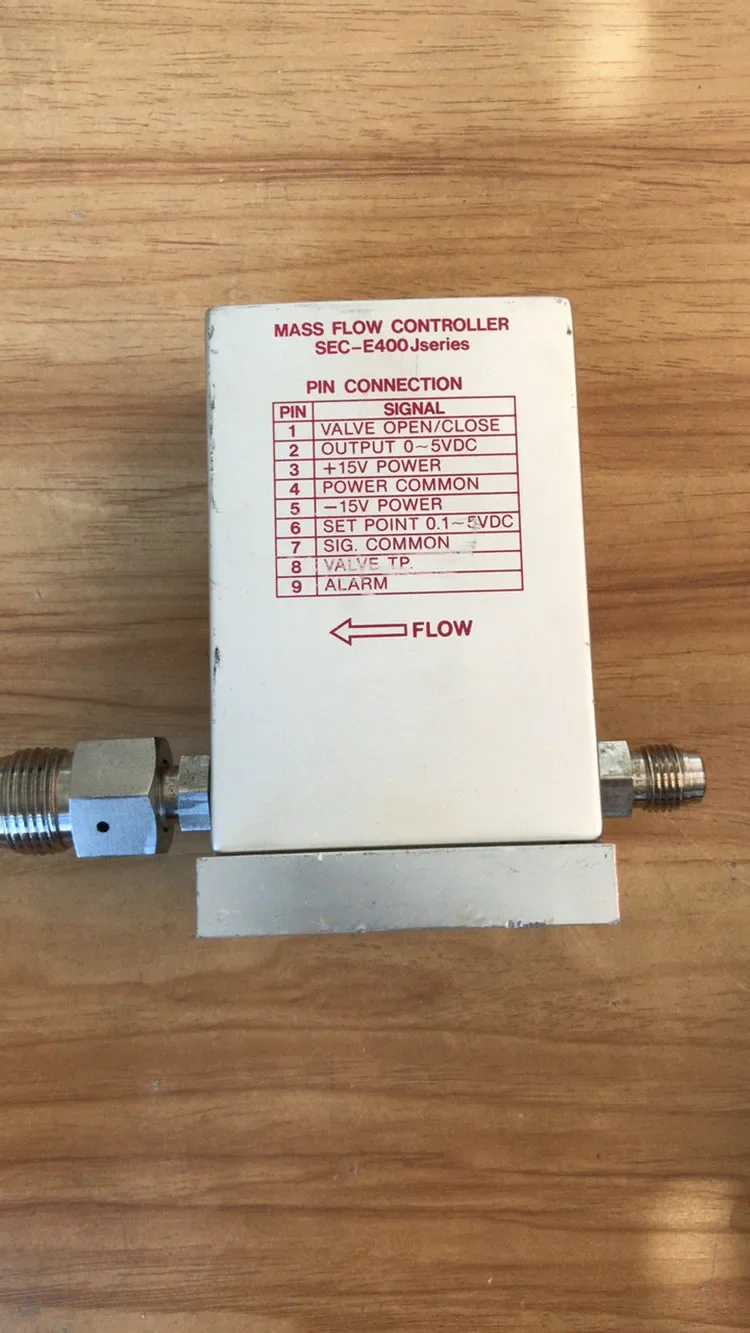 MASS FLOW CONTROLLER
SEC-E400Jseries
PIN CONNECTION
PIN SIGNAL
1 VALVE OPEN/CLOSE
2 OUTPUT 0~5VDC
3 +15V POWER
4 POWER COMMON
5 -15V POWER
6 SET POINT 0.1~5VDC
7 SIG. COMMON
8 VALVE TP.
9 ALARM
FLOW